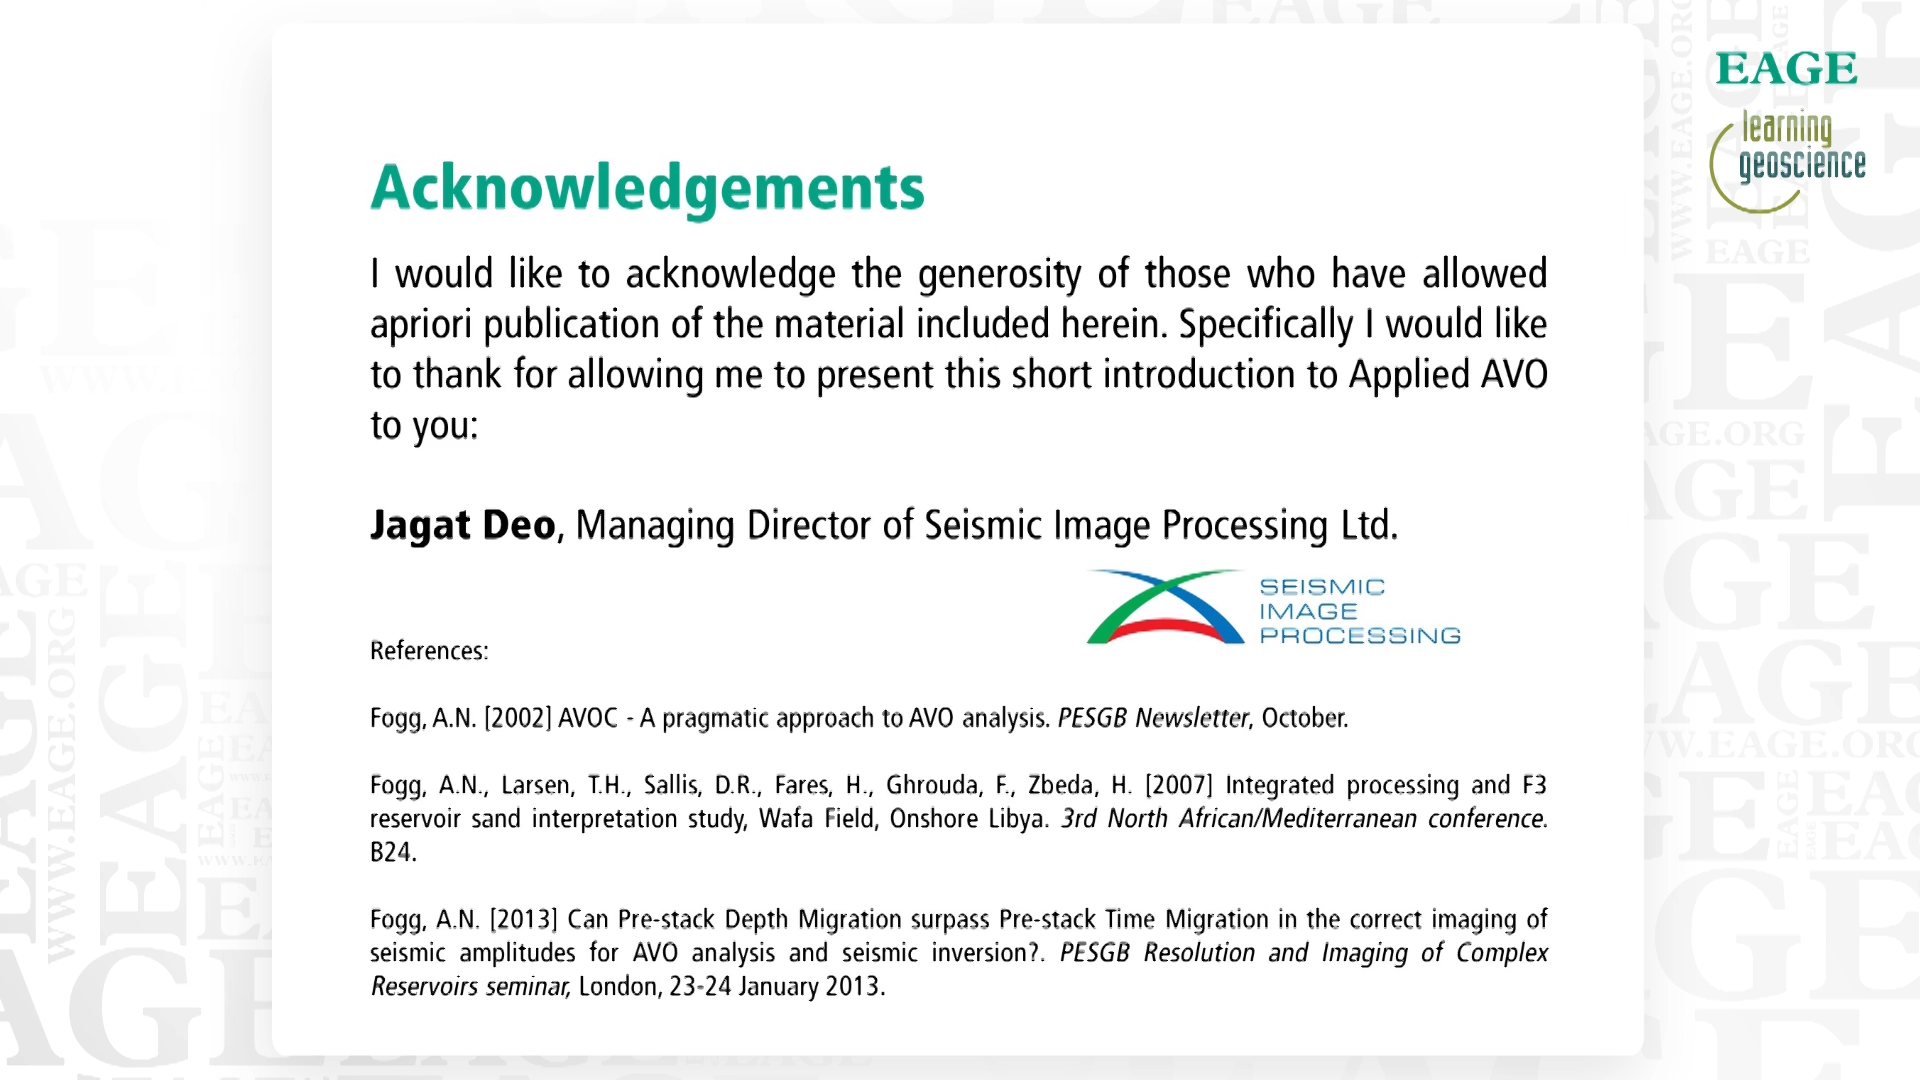 EAGE
learning
geoscience
Acknowledgements
I would like to acknowledge the generosity of those who have allowed
apriori publication of the material included herein. Specifically I would like
to thank for allowing me to present this short introduction to Applied AVO
to you:
Jagat Deo, Managing Director of Seismic Image Processing Ltd.
SEISMIC
IMAGE
PROCESSING
References:
Fogg, A.N. [2002] AVOC - A pragmatic approach to AVO analysis. PESGB Newsletter, October.
Fogg, A.N., Larsen, T.H., Sallis, D.R., Fares, H., Ghrouda, F., Zbeda, H. [2007] Integrated processing and F3
reservoir sand interpretation study, Wafa Field, Onshore Libya. 3rd North African/Mediterranean conference.
B24.
Fogg, A.N. [2013] Can Pre-stack Depth Migration surpass Pre-stack Time Migration in the correct imaging of
seismic amplitudes for AVO analysis and seismic inversion?. PESGB Resolution and Imaging of Complex
Reservoirs seminar, London, 23-24 January 2013.